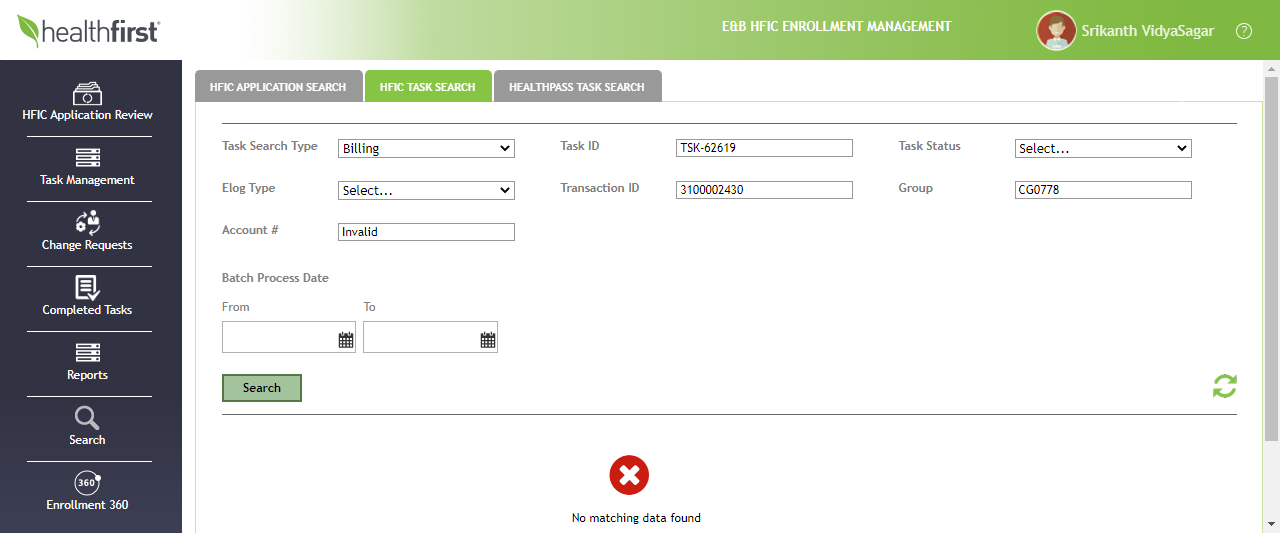 healthfirst
E&B HFIC ENROLLMENT MANAGEMENT
Srikanth VidyaSagar
?
HFIC Application Review
Task Management
Change Requests
Completed Tasks
Reports
Search
360
Enrollment 360
HFIC APPLICATION SEARCH
HFIC TASK SEARCH
HEALTHPASS TASK SEARCH
Task Search Type Billing Task ID TSK-62619 Task Status Select...
Elog Type Select... Transaction ID 3100002430 Group CG0778
Account # Invalid
Batch Process Date
From To
Search
No matching data found